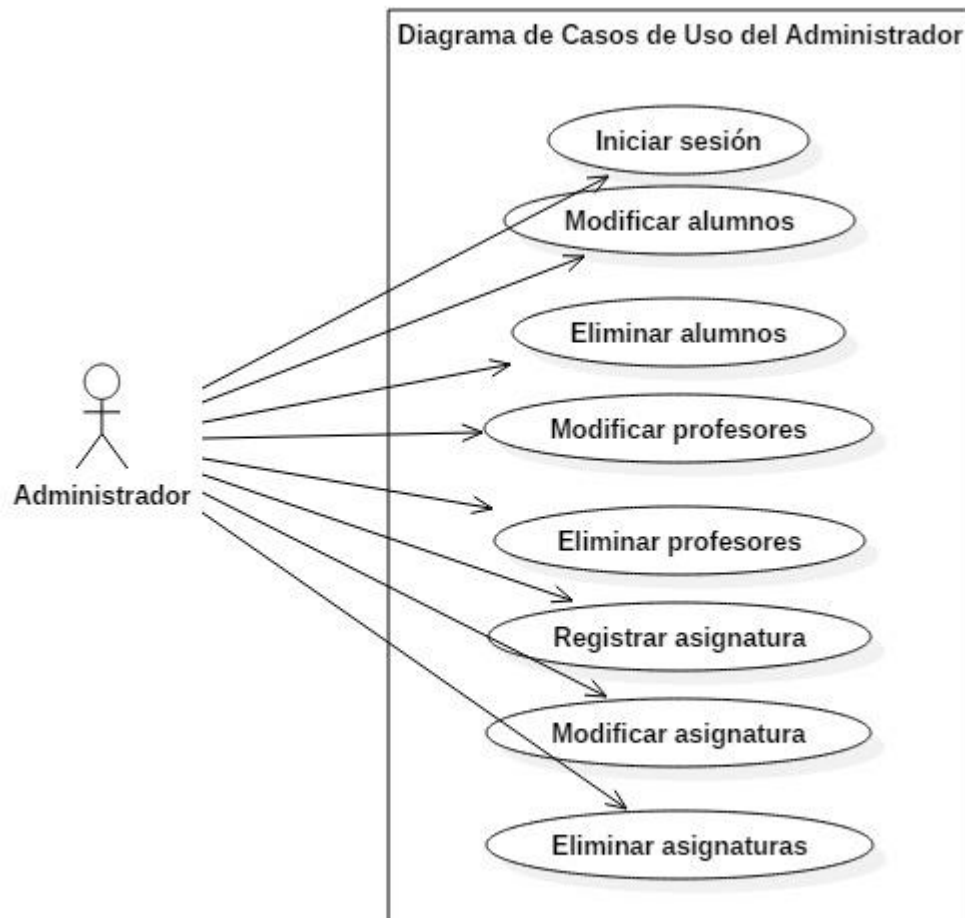 Diagrama de Casos de Uso del Administrador
Iniciar sesión
Modificar alumnos
Eliminar alumnos
Modificar profesores
Administrador
Eliminar profesores
Registrar asignatura
Modificar asignatura
Eliminar asignaturas